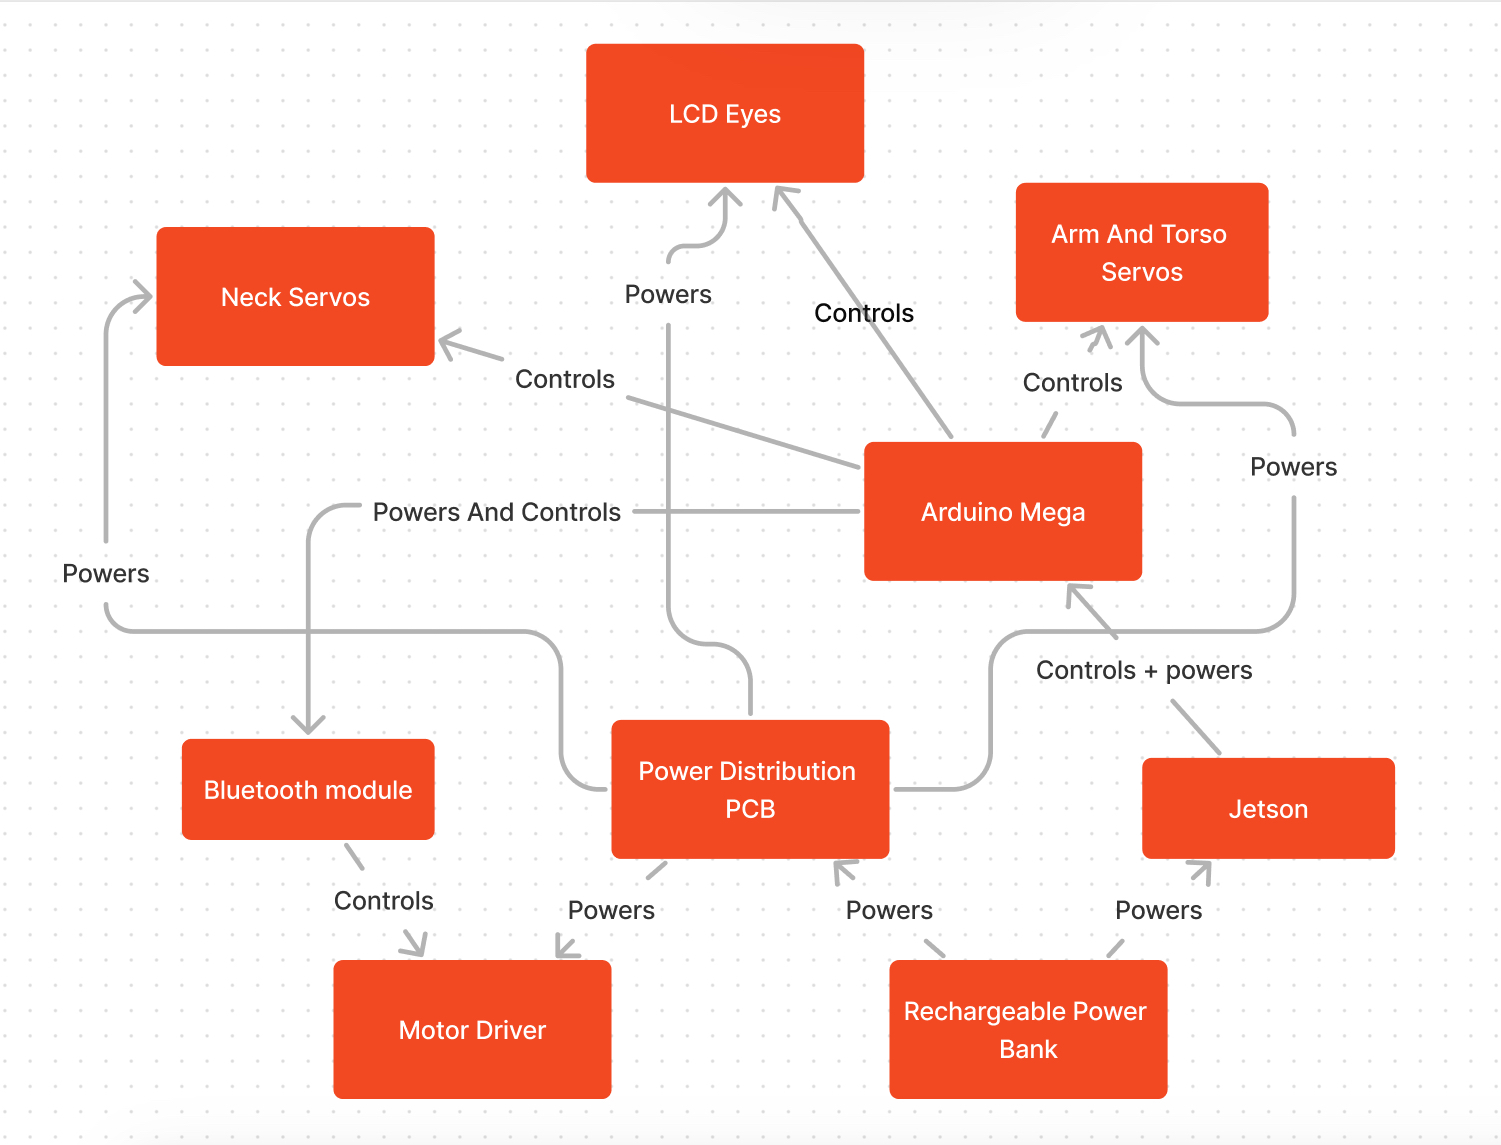 LCD Eyes
Arm And Torso
Servos
Neck Servos
Powers
Controls
Controls
Controls
Powers
Arduino Mega
Powers And Controls
Powers
Controls + powers
Power Distribution
PCB
Bluetooth module
Jetson
Controls
Powers
Powers
Powers
Motor Driver
Rechargeable Power
Bank